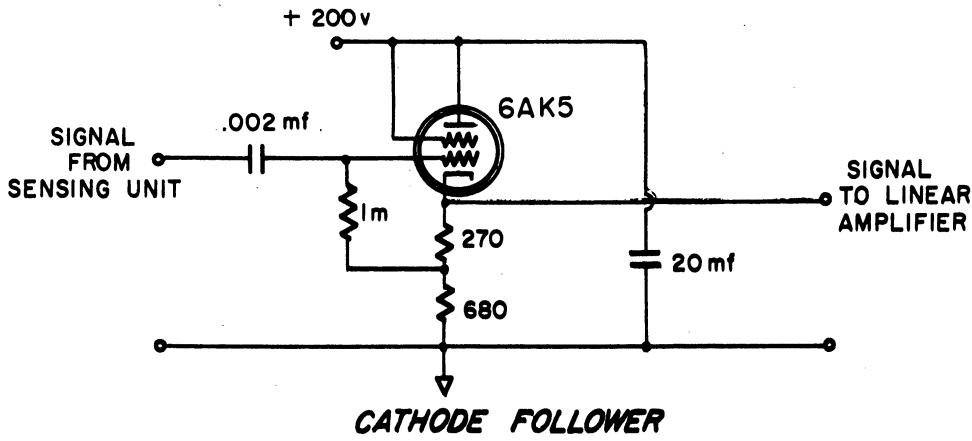 + 200v
6AK5
.002 mf
SIGNAL
FROM
SENSING UNIT
SIGNAL
TO LINEAR
AMPLIFIER
1m
270
20 mf
680
CATHODE FOLLOWER